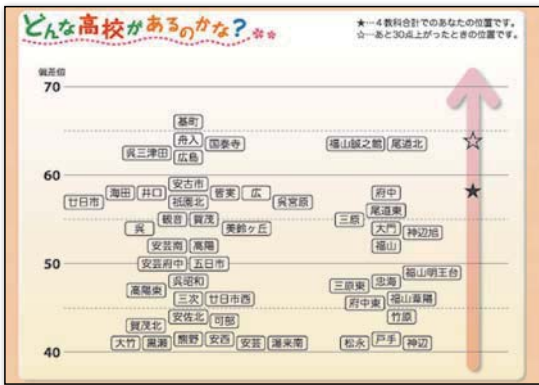 どんな高校があるのかな?
★…4教科合計でのあなたの位置です。
☆…あと30点上がったときの位置です。
偏差値
70
基町
舟入 国泰寺 福山誠之館 尾道北
呉三津田 広島
60
安古市
海田 井口 皆実 広 府中
廿日市 祇園北 呉宮原
尾道東
観音 賀茂 三原
呉 美鈴ヶ丘 大門 神辺旭
安芸南 高陽 福山
50
安芸府中 五日市
福山明王台
呉昭和 忠海
高陽東 三原東
三次 廿日市西 府中東 福山葦陽
安佐北 竹原
賀茂北 可部
40
大竹 黒瀬 熊野 安西 安芸 湯来南 松永 戸手 神辺